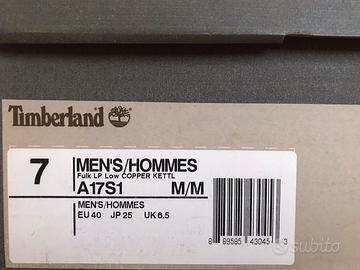 Timberland
7
MEN'S/HOMMES
Fulk LP Low COPPER KETTL
A17S1 M/M
MEN'S/HOMMES
EU 40 JP 25 UK 6.5
8 89585 43045 3
subito